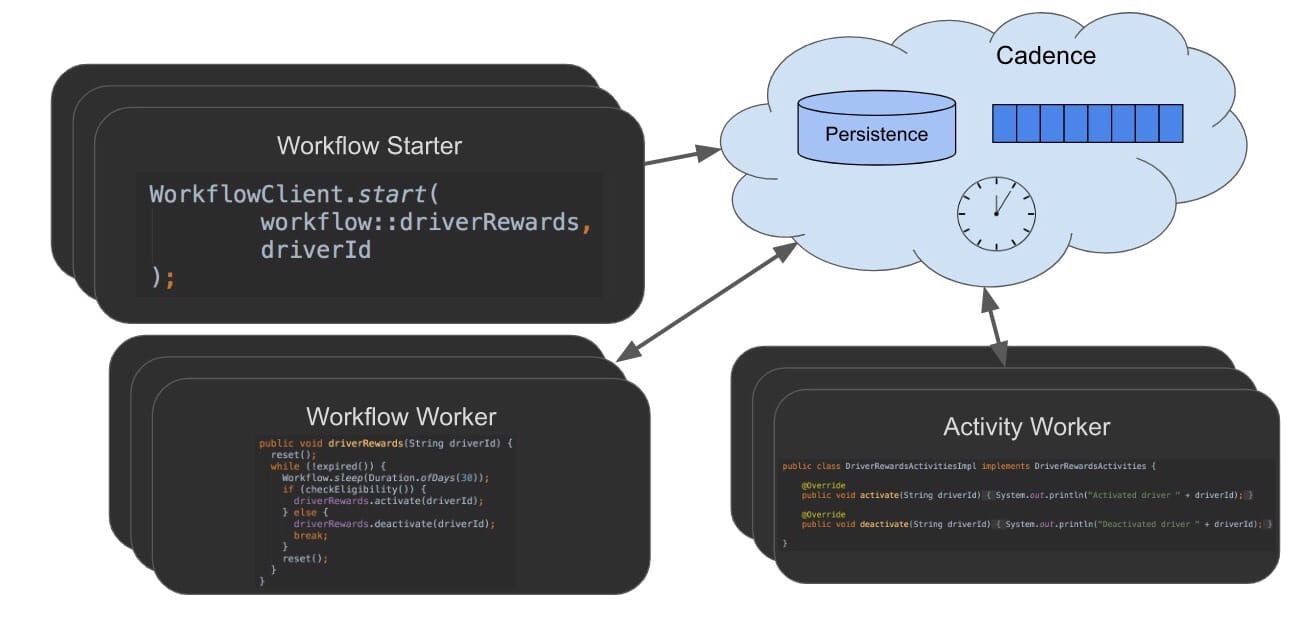 Workflow Starter
WorkflowClient.start(
workflow::driverRewards,
driverId
);
Cadence
Persistence
Workflow Worker
public void driverRewards(String driverId) {
reset();
while (!expired()) {
Workflow.sleep(Duration.ofDays(30));
if (checkEligibility()) {
driverRewards.activate(driverId);
} else {
driverRewards.deactivate(driverId);
break;
}
reset();
}
}
Activity Worker
public class DriverRewardsActivitiesImpl implements DriverRewardsActivities {
@Override
public void activate(String driverId) { System.out.println("Activated driver " + driverId); }
@Override
public void deactivate(String driverId) { System.out.println("Deactivated driver " + driverId); }
}